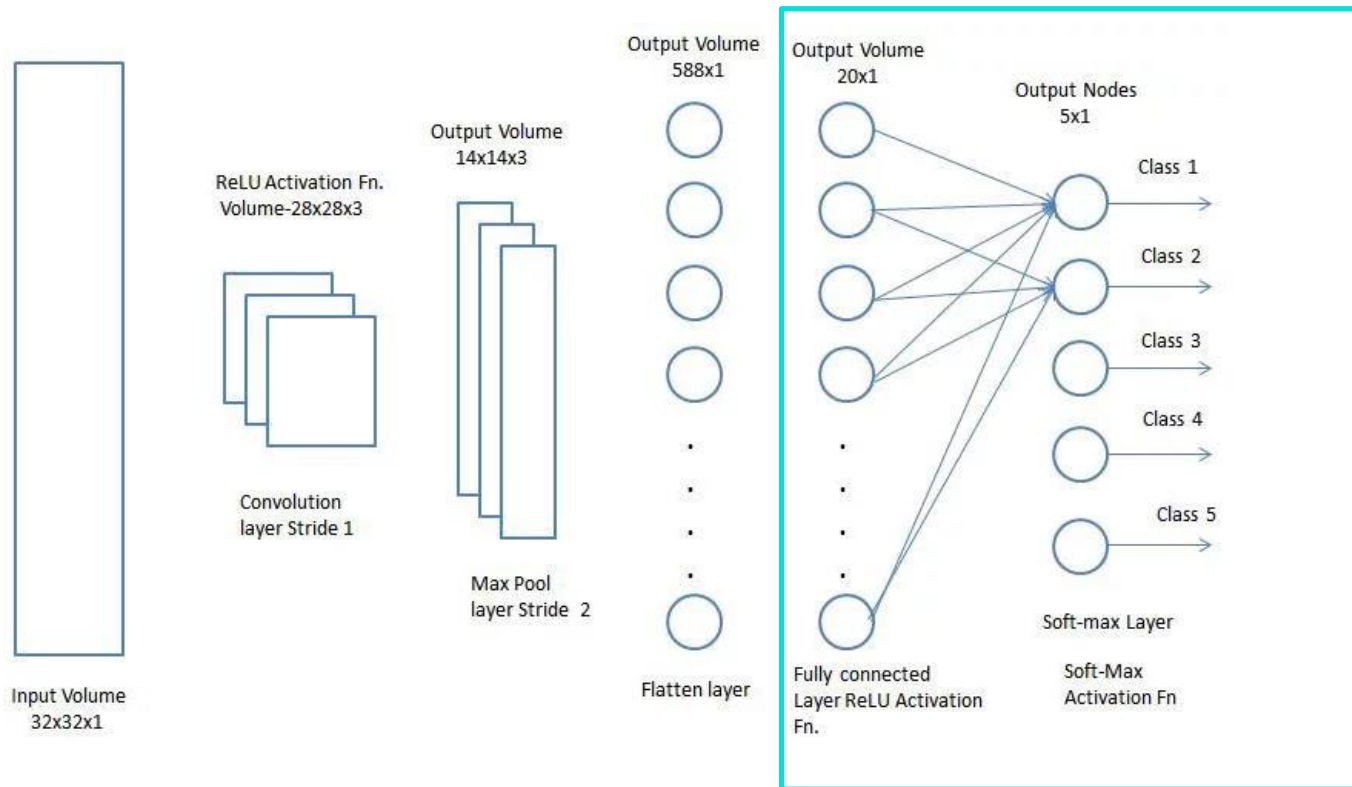 Output Volume
588x1
Output Volume
20x1
Output Nodes
5x1
Output Volume
14x14x3
ReLU Activation Fn.
Volume-28x28x3
Class 1
Class 2
Class 3
Class 4
Class 5
Convolution
layer Stride 1
Max Pool
layer Stride 2
Soft-max Layer
Input Volume
32x32x1
Flatten layer
Fully connected
Layer ReLU Activation
Fn.
Soft-Max
Activation Fn